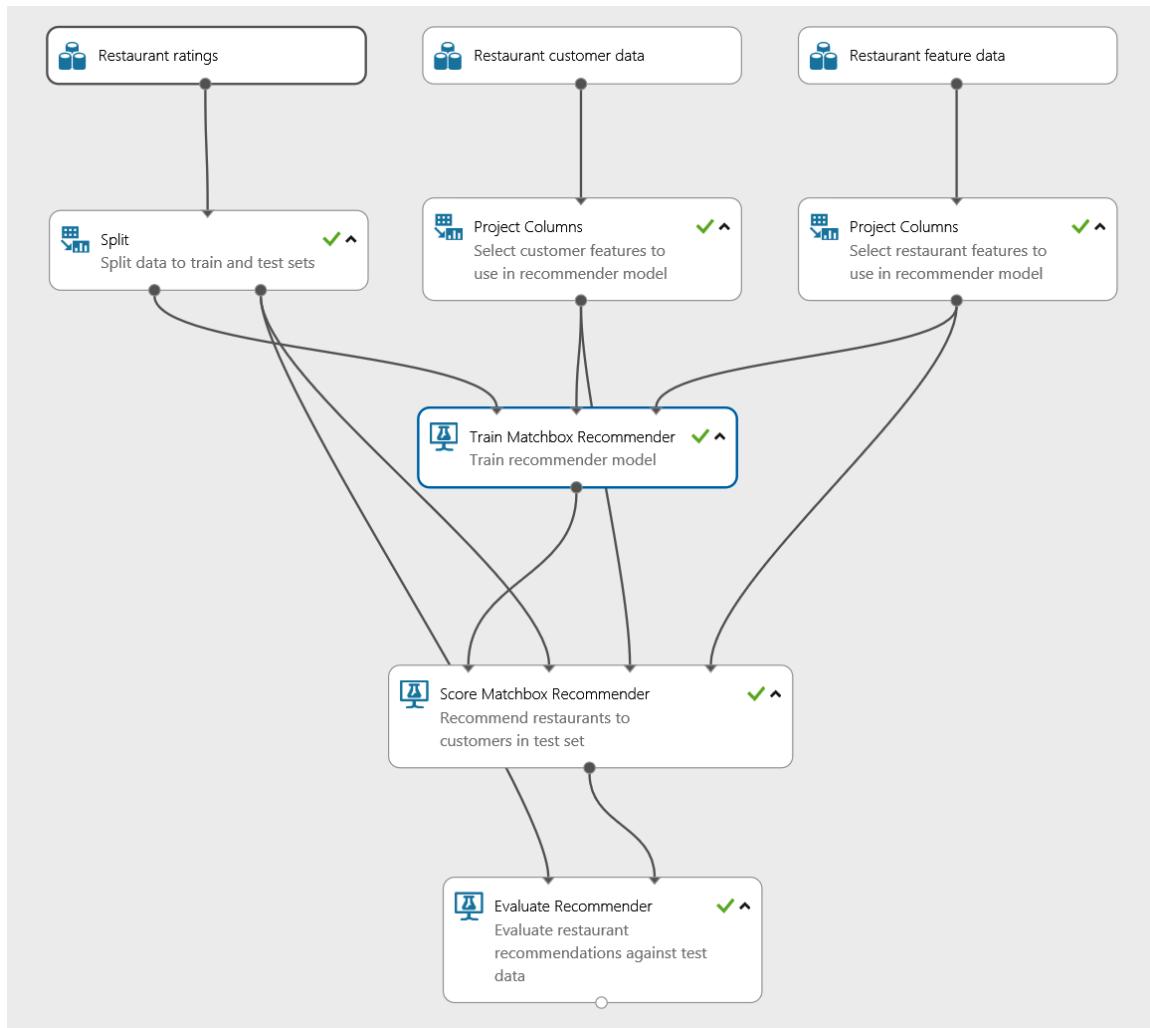 Restaurant ratings
Restaurant customer data
Restaurant feature data
Split
Split data to train and test sets
Project Columns
Select customer features to
use in recommender model
Project Columns
Select restaurant features to
use in recommender model
Train Matchbox Recommender
Train recommender model
Score Matchbox Recommender
Recommend restaurants to
customers in test set
Evaluate Recommender
Evaluate restaurant
recommendations against test
data